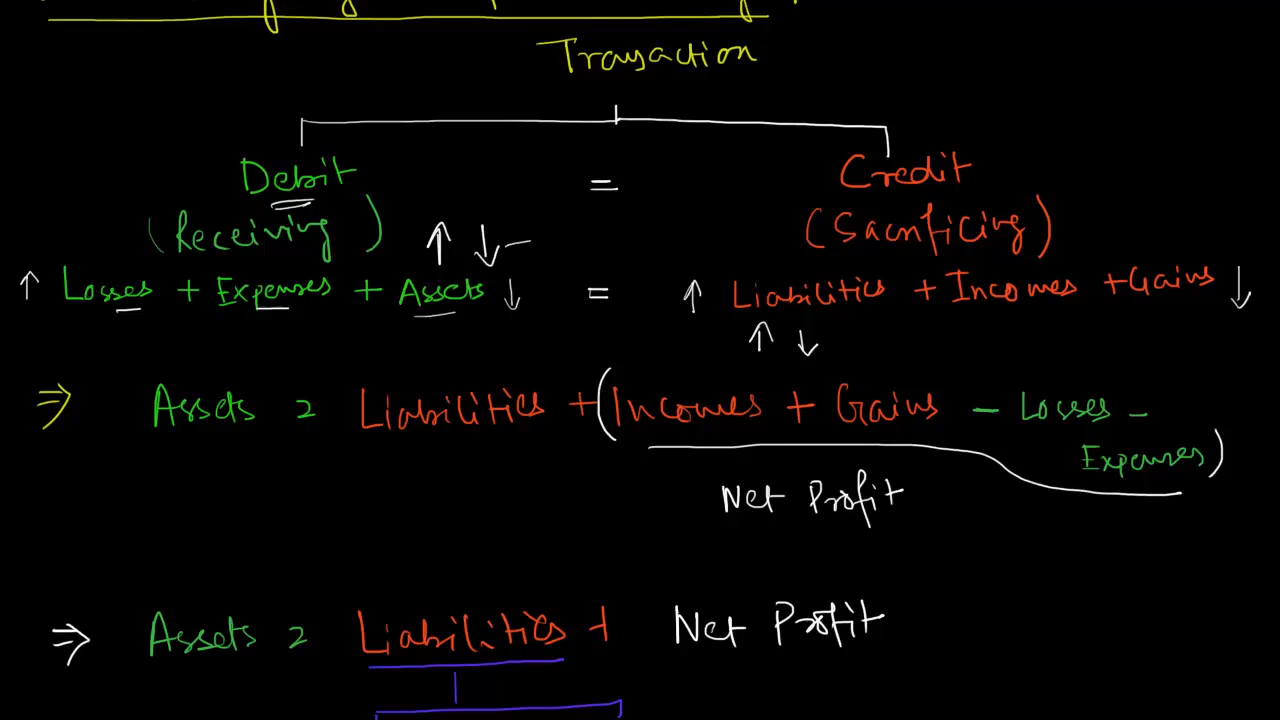 Trayaction
Debit = Credit
(Receiving) ↑ ↓ (Sacrificing)
↑ Losses + Expenses + Assets ↓ = ↑ Liabilities + Incomes + Gains ↓
↑ ↓
⇒ Assets = Liabilities + (Incomes + Gains - Losses -
Expenses)
Net Profit
⇒ Assets = Liabilities + Net Profit